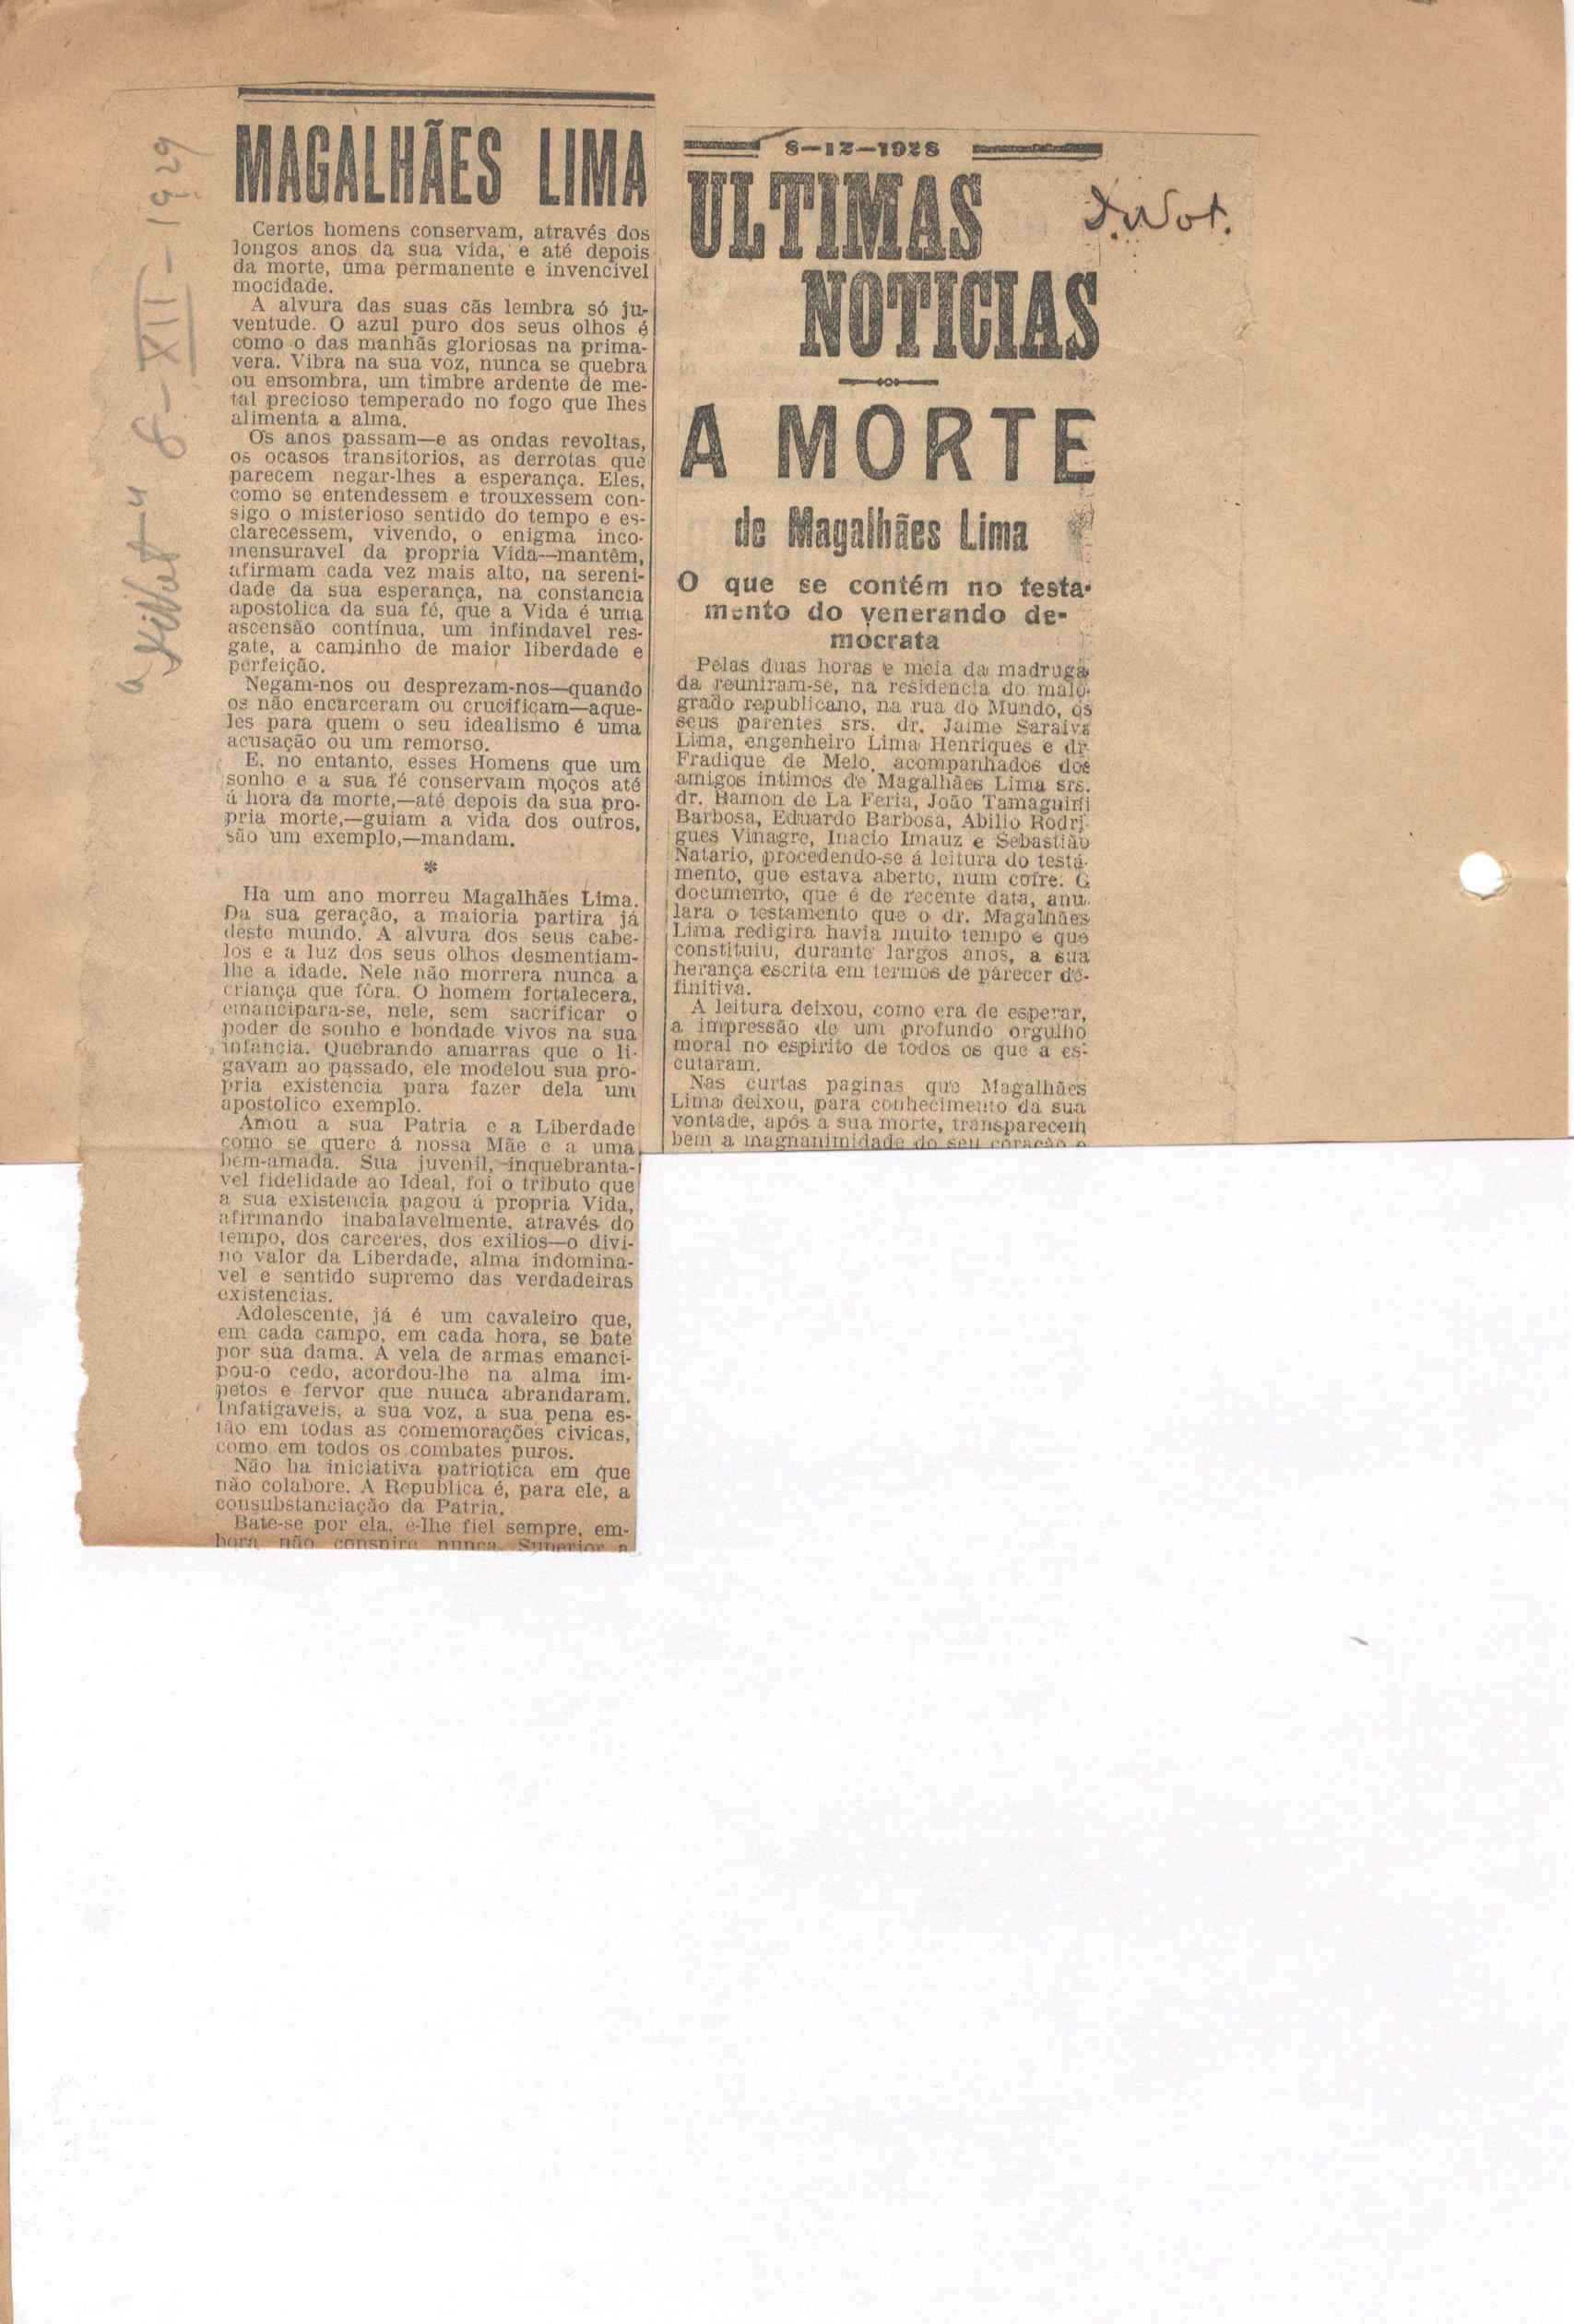 MAGALHÃES LIMA
Certos homens conservam, através dos
longos anos da sua vida, e até depois
da morte, uma permanente e invencivel
mocidade.
A alvura das suas cãs lembra só ju-
ventude. O azul puro dos seus olhos é
como o das manhãs gloriosas na prima-
vera. Vibra na sua voz, nunca se quebra
ou ensombra, um timbre ardente de me-
tal precioso temperado no fogo que lhes
alimenta a alma.
Os anos passam—e as ondas revoltas,
os ocasos transitorios, as derrotas que
parecem negar-lhes a esperança. Eles,
como se entendessem e trouxessem con-
sigo o misterioso sentido do tempo e es-
clarecessem, vivendo, o enigma inco-
mensuravel da propria Vida—mantêm,
afirmam cada vez mais alto, na sereni-
dade da sua esperança, na constancia
apostolica da sua fé, que a Vida é uma
ascensão contínua, um infindavel res-
gate, a caminho de maior liberdade e
perfeição.
Negam-nos ou desprezam-nos—quando
os não encarceram ou crucificam—aque-
les para quem o seu idealismo é uma
acusação ou um remorso.
E, no entanto, esses Homens que um
sonho e a sua fé conservam moços até
á hora da morte,—até depois da sua pro-
pria morte,—guiam a vida dos outros,
são um exemplo,—mandam.
*
Ha um ano morreu Magalhães Lima.
Da sua geração, a maioria partira já
deste mundo. A alvura dos seus cabe-
los e a luz dos seus olhos desmentiam-
lhe a idade. Nele não morrera nunca a
criança que fôra. O homem fortalecera,
emancipara-se, nele, sem sacrificar o
poder de sonho e bondade vivos na sua
infancia. Quebrando amarras que o li-
gavam ao passado, ele modelou sua pro-
pria existencia para fazer dela um
apostolico exemplo.
Amou a sua Patria e a Liberdade
como se quere á nossa Mãe e a uma
bem-amada. Sua juvenil, inquebranta-
vel fidelidade ao Ideal, foi o tributo que
a sua existencia pagou á propria Vida,
afirmando inabalavelmente, através do
tempo, dos carceres, dos exilios—o divi-
no valor da Liberdade, alma indomina-
vel e sentido supremo das verdadeiras
existencias.
Adolescente, já é um cavaleiro que,
em cada campo, em cada hora, se bate
por sua dama. A vela de armas emanci-
pou-o cedo, acordou-lhe na alma im-
petos e fervor que nunca abrandaram.
Infatigaveis, a sua voz, a sua pena es-
tão em todas as comemorações civicas,
como em todos os combates puros.
Não ha iniciativa patriotica em que
não colabore. A Republica é, para ele, a
consubstanciação da Patria.
Bate-se por ela, é-lhe fiel sempre, em-
bora não conspire nunca. Superior a
8-XII-1929
8-12-1928
D. Not.
ULTIMAS
NOTICIAS
A MORTE
de Magalhães Lima
O que se contém no testa-
mento do venerando de-
mocrata
Pelas duas horas e meia da madruga
da reuniram-se, na residencia do malo-
grado republicano, na rua do Mundo, os
seus parentes srs. dr. Jaime Saraiva
Lima, engenheiro Lima Henriques e dr.
Fradique de Melo, acompanhados dos
amigos intimos de Magalhães Lima srs.
dr. Ramon de La Feria, João Tamagnini
Barbosa, Eduardo Barbosa, Abilio Rodri-
gues Vinagre, Inacio Imauz e Sebastião
Natario, procedendo-se á leitura do testa-
mento, que estava aberto, num cofre. O
documento, que é de recente data, anu-
lara o testamento que o dr. Magalhães
Lima redigira havia muito tempo e que
constituiu, durante largos anos, a sua
herança escrita em termos de parecer de-
finitiva.
A leitura deixou, como era de esperar,
a impressão de um profundo orgulho
moral no espirito de todos os que a es-
cutaram.
Nas curtas paginas que Magalhães
Lima deixou, para conhecimento da sua
vontade, após a sua morte, transparecem
bem a magnanimidade do seu coração e